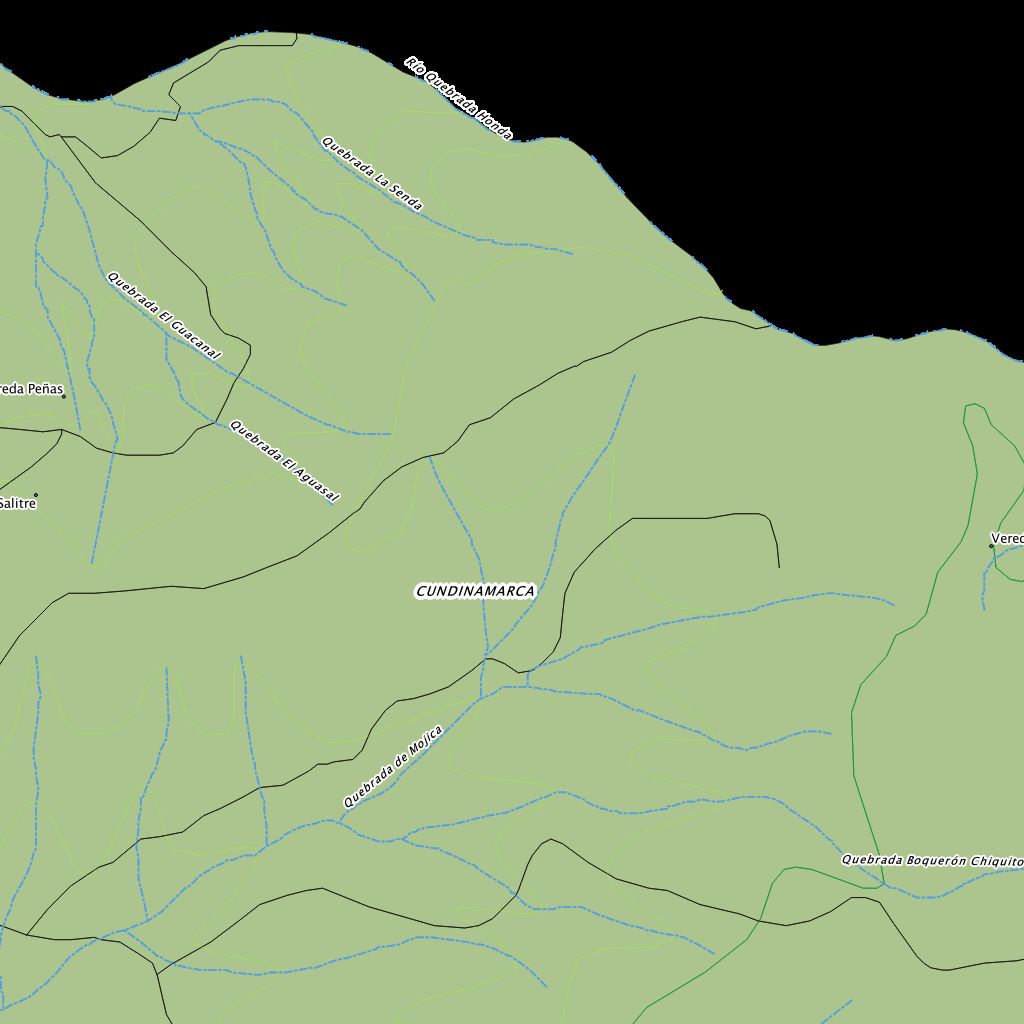 Río Quebrada Honda
Quebrada La Senda
Quebrada El Guacanal
reda Peñas
Quebrada El Aguasal
Salitre
Vered
CUNDINAMARCA
Quebrada de Mojica
Quebrada Boquerón Chiquito